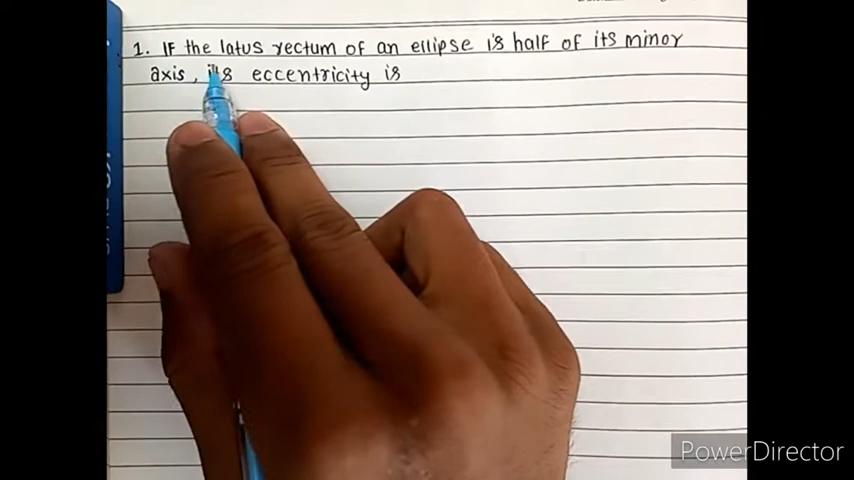 1. IF the latus rectum of an ellipse is half of its minor
axis, its eccentricity is
PowerDirector